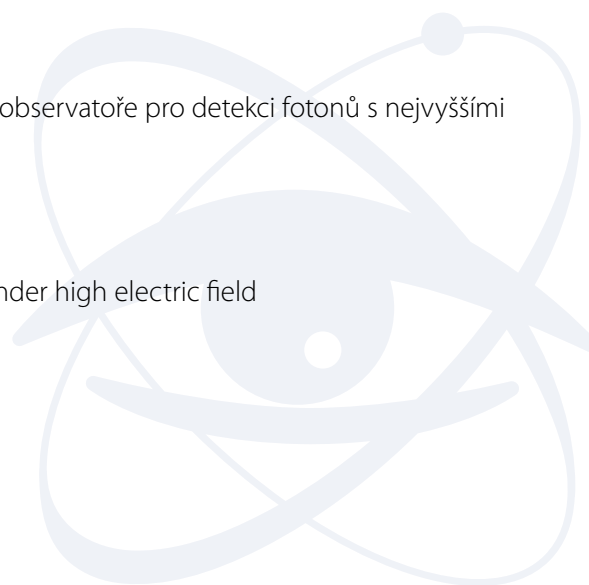 observatoře pro detekci fotonů s nejvyššími
nder high electric field